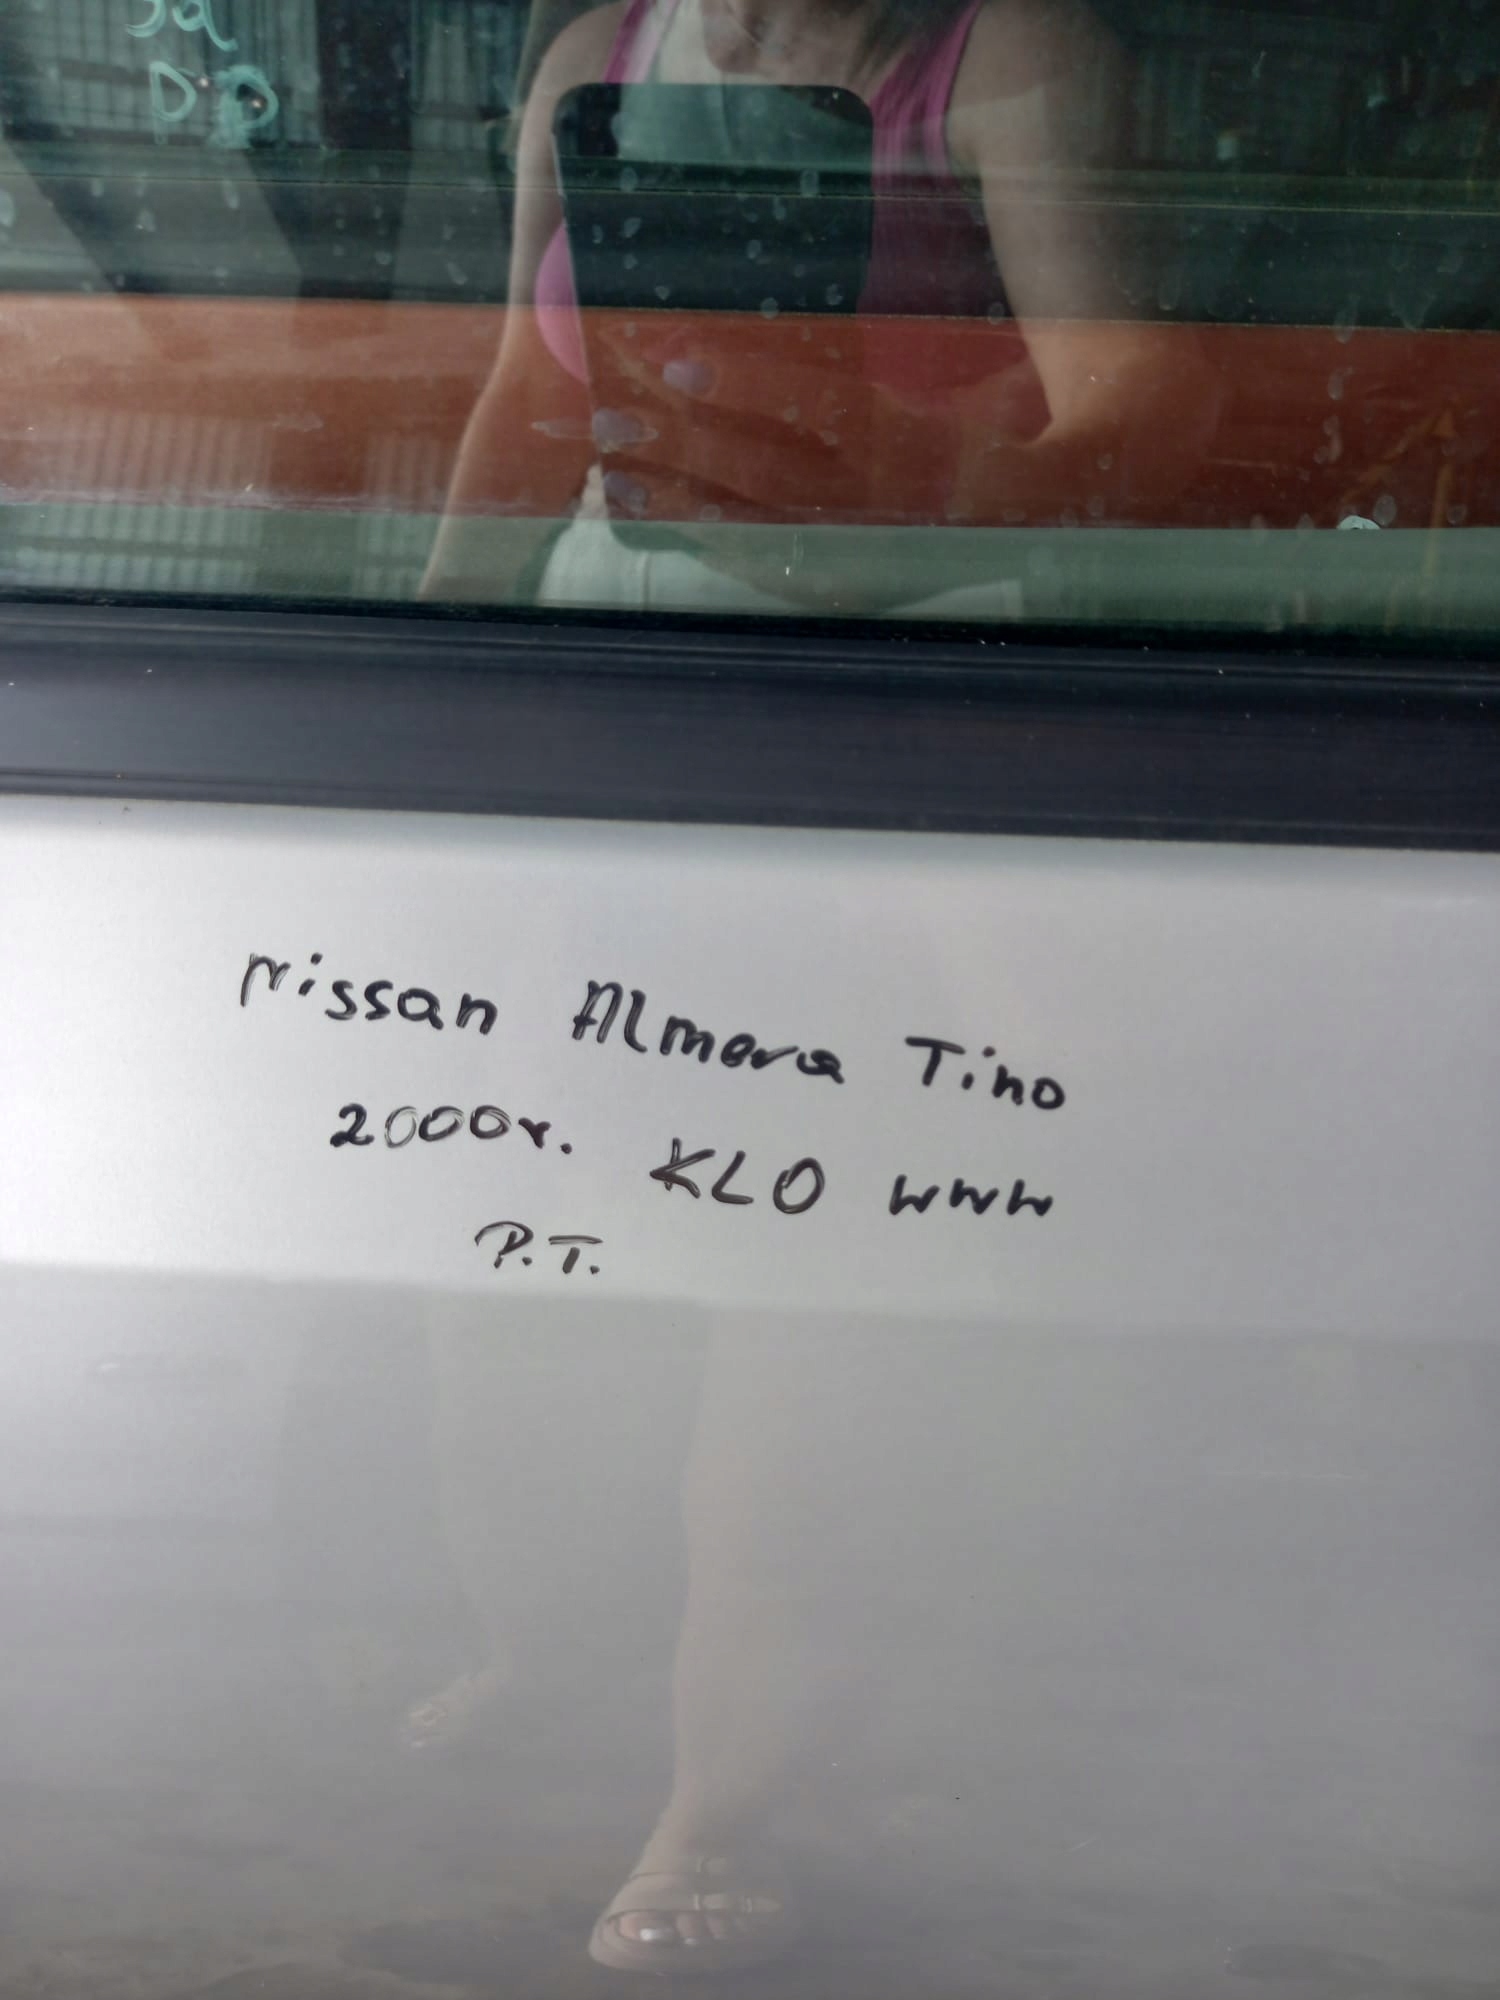 Nissan Almera Tino
2000r. KLO www
P.T.